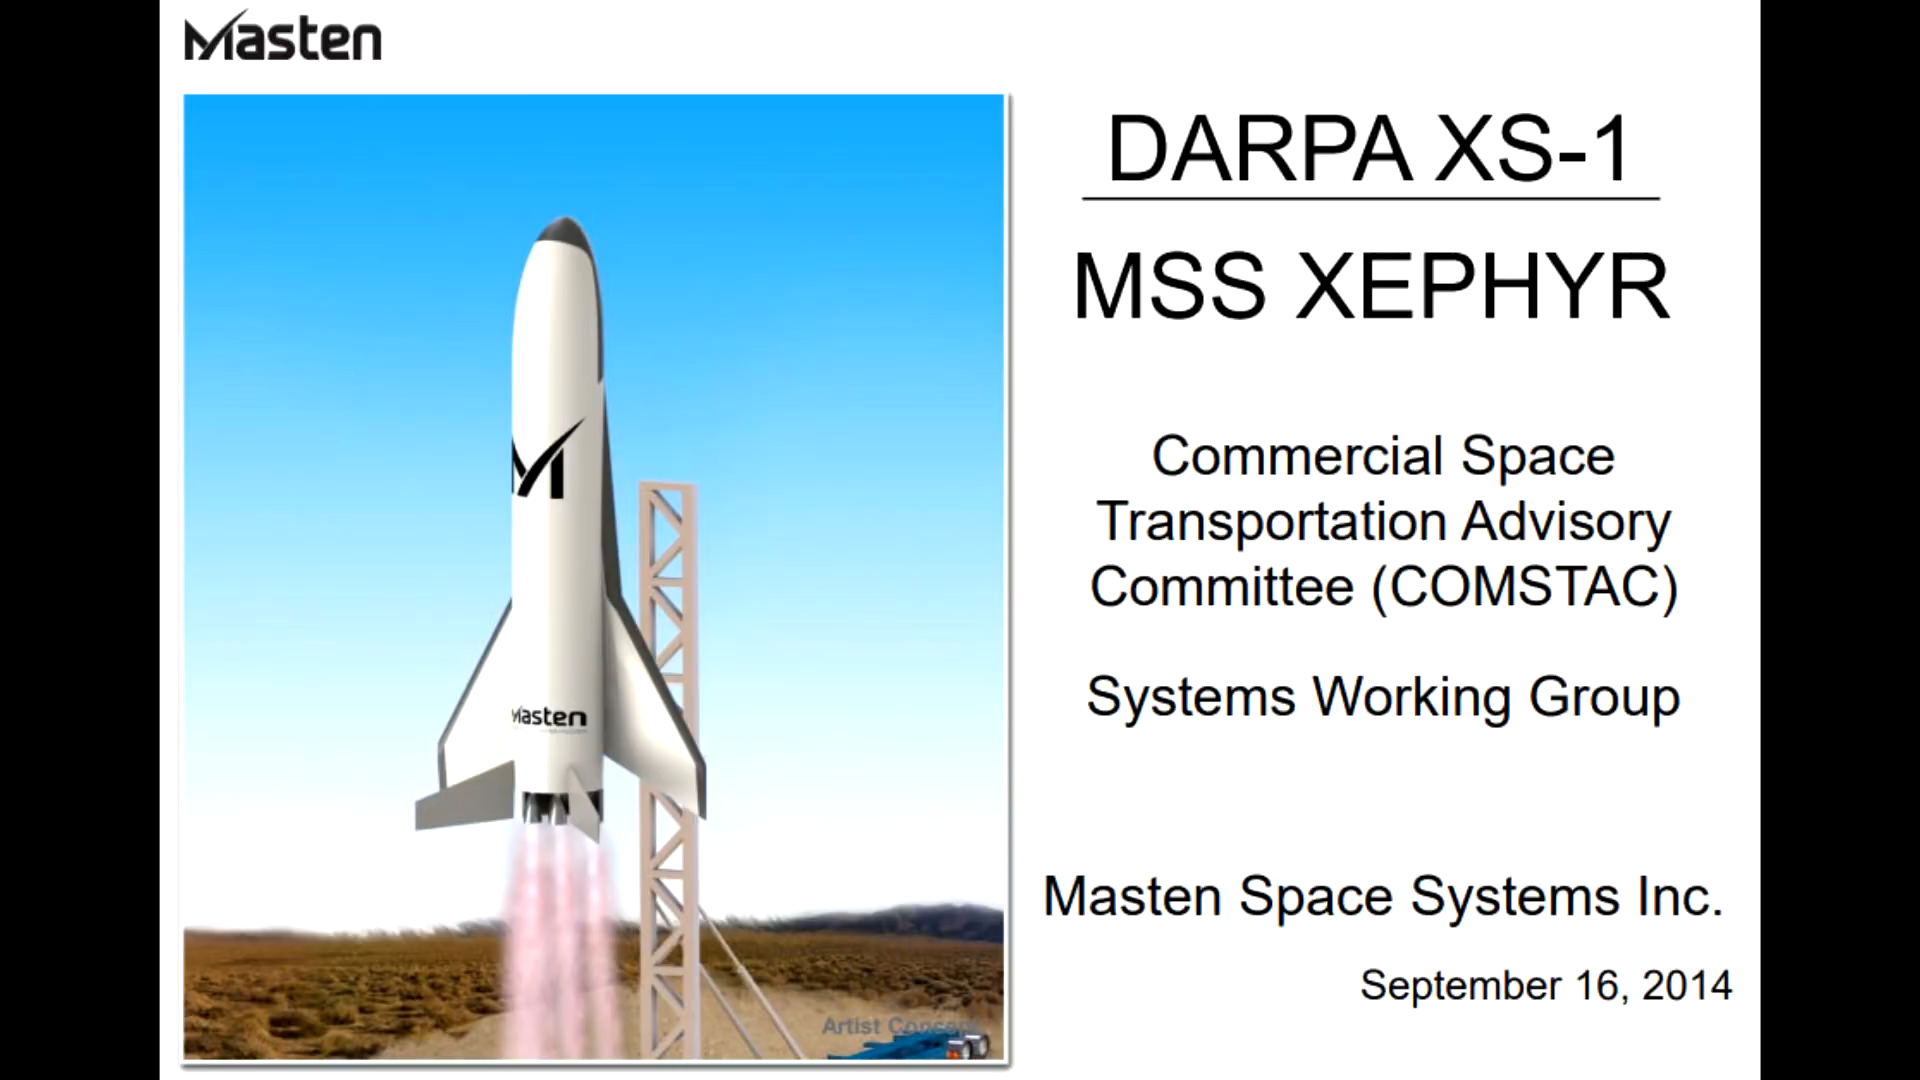 Masten
DARPA XS-1
MSS XEPHYR
Commercial Space
Transportation Advisory
Committee (COMSTAC)
Systems Working Group
Masten Space Systems Inc.
September 16, 2014
M
Masten
Artist Concept